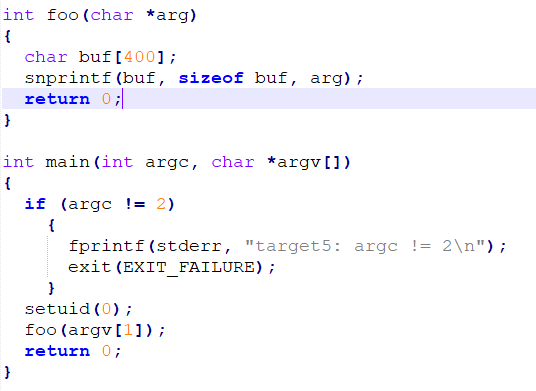 int foo(char *arg)
{
  char buf[400];
  snprintf(buf, sizeof buf, arg);
  return 0;
}

int main(int argc, char *argv[])
{
  if (argc != 2)
    {
      fprintf(stderr, "target5: argc != 2\n");
      exit(EXIT_FAILURE);
    }
  setuid(0);
  foo(argv[1]);
  return 0;
}